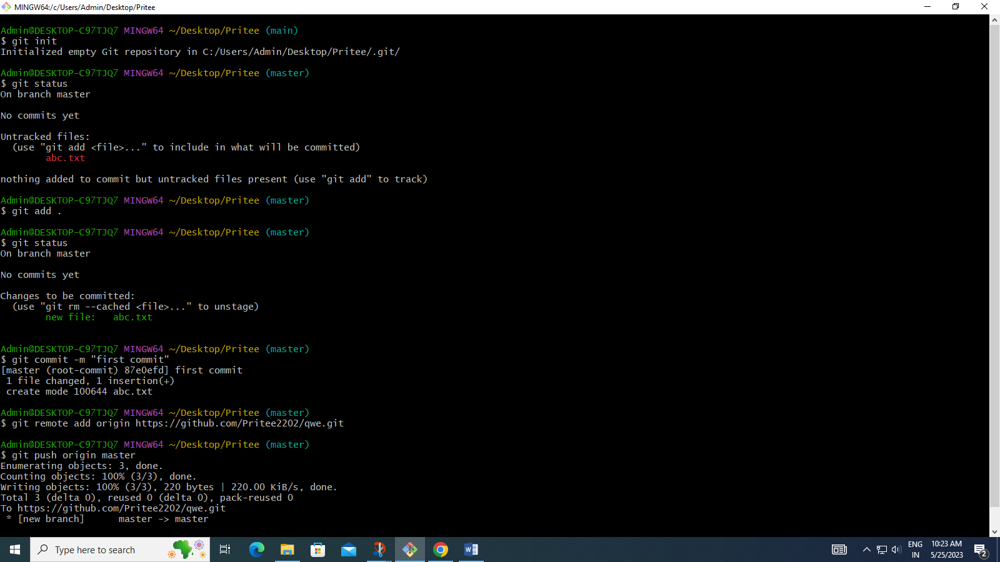 MINGW64:/c/Users/Admin/Desktop/Pritee
Admin@DESKTOP-C97TJQ7 MINGW64 ~/Desktop/Pritee (main)
$ git init
Initialized empty Git repository in C:/Users/Admin/Desktop/Pritee/.git/
Admin@DESKTOP-C97TJQ7 MINGW64 ~/Desktop/Pritee (master)
$ git status
On branch master
No commits yet
Untracked files:
  (use "git add <file>..." to include in what will be committed)
        abc.txt
nothing added to commit but untracked files present (use "git add" to track)
Admin@DESKTOP-C97TJQ7 MINGW64 ~/Desktop/Pritee (master)
$ git add .
Admin@DESKTOP-C97TJQ7 MINGW64 ~/Desktop/Pritee (master)
$ git status
On branch master
No commits yet
Changes to be committed:
  (use "git rm --cached <file>..." to unstage)
        new file:   abc.txt
Admin@DESKTOP-C97TJQ7 MINGW64 ~/Desktop/Pritee (master)
$ git commit -m "first commit"
[master (root-commit) 87e0efd] first commit
 1 file changed, 1 insertion(+)
 create mode 100644 abc.txt
Admin@DESKTOP-C97TJQ7 MINGW64 ~/Desktop/Pritee (master)
$ git remote add origin https://github.com/Pritee2202/qwe.git
Admin@DESKTOP-C97TJQ7 MINGW64 ~/Desktop/Pritee (master)
$ git push origin master
Enumerating objects: 3, done.
Counting objects: 100% (3/3), done.
Writing objects: 100% (3/3), 220 bytes | 220.00 KiB/s, done.
Total 3 (delta 0), reused 0 (delta 0), pack-reused 0
To https://github.com/Pritee2202/qwe.git
 * [new branch]      master -> master
Type here to search
W
ENG
IN
10:23 AM
5/25/2023
2